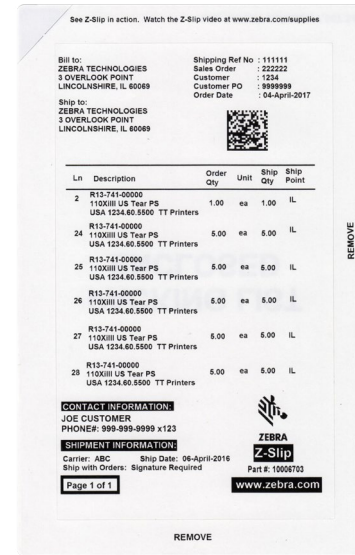 See Z-Slip in action. Watch the Z-Slip video at www.zebra.com/supplies
Bill to:
ZEBRA TECHNOLOGIES
3 OVERLOOK POINT
LINCOLNSHIRE, IL 60069
Ship to:
ZEBRA TECHNOLOGIES
3 OVERLOOK POINT
LINCOLNSHIRE, IL 60069
Shipping Ref No : 111111
Sales Order : 222222
Customer : 1234
Customer PO : 9999999
Order Date : 04-April-2017
Ln Description Order Qty Unit Ship Qty Ship Point
2 R13-741-00000 1.00 ea 1.00 IL
110Xilll US Tear PS
USA 1234.60.5500 TT Printers
24 R13-741-00000 5.00 ea 5.00 IL
110Xilll US Tear PS
USA 1234.60.5500 TT Printers
25 R13-741-00000 5.00 ea 5.00 IL
110Xilll US Tear PS
USA 1234.60.5500 TT Printers
26 R13-741-00000 5.00 ea 5.00 IL
110Xilll US Tear PS
USA 1234.60.5500 TT Printers
27 R13-741-00000 5.00 ea 5.00 IL
110Xilll US Tear PS
USA 1234.60.5500 TT Printers
28 R13-741-00000 5.00 ea 5.00 IL
110Xilll US Tear PS
USA 1234.60.5500 TT Printers
CONTACT INFORMATION:
JOE CUSTOMER
PHONE#: 999-999-9999 x123
SHIPMENT INFORMATION:
Carrier: ABC Ship Date: 06-April-2016
Ship with Orders: Signature Required
Page 1 of 1
ZEBRA
Z-Slip
Part #: 10006703
www.zebra.com
REMOVE
REMOVE